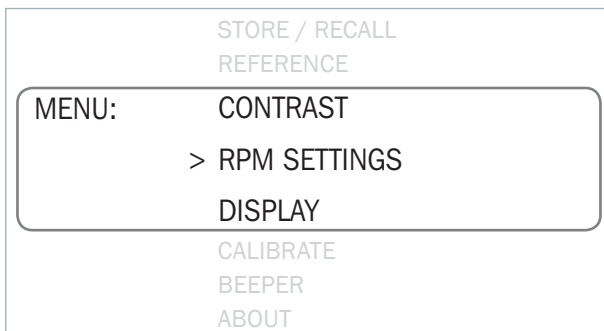 STORE / RECALL
REFERENCE
MENU: CONTRAST
> RPM SETTINGS
DISPLAY
CALIBRATE
BEEPER
ABOUT